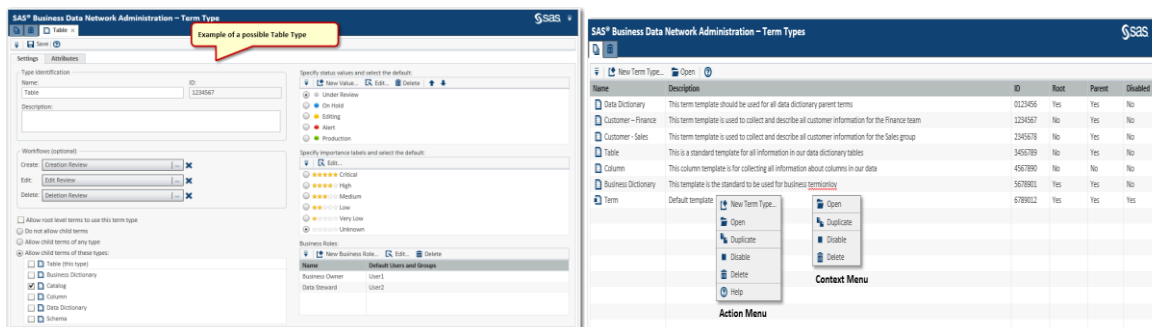 SAS® Business Data Network Administration – Term Type
Ssas
Table ×
Example of a possible Table Type
Save
Settings Attributes
Type Identification
Name: ID:
Table 1234567
Description:
Workflows (optional)
Create: Creation Review ...
Edit: Edit Review ...
Delete: Deletion Review ...
Allow root level terms to use this term type
Do not allow child terms
Allow child terms of any type
Allow child terms of these types:
Table (this type)
Business Dictionary
Catalog
Column
Data Dictionary
Schema
Specify status values and select the default:
New Value... Edit... Delete
Under Review
On Hold
Editing
Alert
Production
Specify importance labels and select the default:
Edit...
Critical
High
Medium
Low
Very Low
Unknown
Business Roles:
New Business Role... Edit... Delete
Name Default Users and Groups
Business Owner User1
Data Steward User2
SAS® Business Data Network Administration – Term Types
Ssas
New Term Type... Open
Name Description ID Root Parent Disabled
Data Dictionary This term template should be used for all data dictionary parent terms 0123456 Yes Yes No
Customer – Finance This term template is used to collect and describe all customer information for the Finance team 1234567 No Yes No
Customer - Sales This term template is used to collect and describe all customer information for the Sales group 2345678 No Yes No
Table This is a standard template for all information in our data dictionary tables 3456789 No Yes No
Column This column template is for collecting all information about columns in our data 4567890 No No No
Business Dictionary This template is the standard to be used for business termionloy 5678901 Yes Yes No
Term Default template 6789012 Yes Yes Yes
New Term Type...
Open
Duplicate
Disable
Delete
Help
Action Menu
Open
Duplicate
Disable
Delete
Context Menu